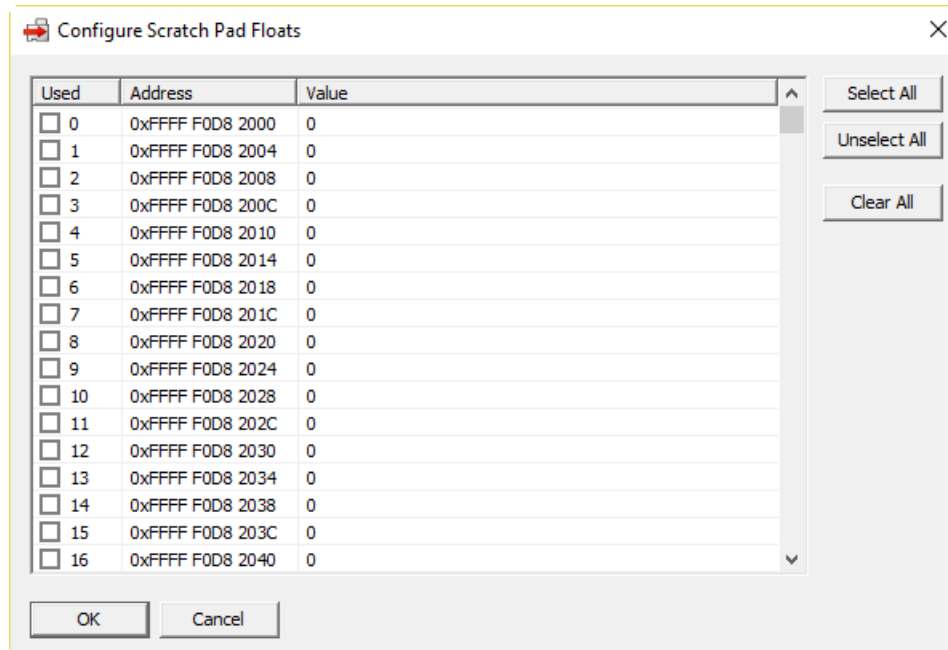 Configure Scratch Pad Floats
Used Address Value
0 0xFFFF F0D8 2000 0
1 0xFFFF F0D8 2004 0
2 0xFFFF F0D8 2008 0
3 0xFFFF F0D8 200C 0
4 0xFFFF F0D8 2010 0
5 0xFFFF F0D8 2014 0
6 0xFFFF F0D8 2018 0
7 0xFFFF F0D8 201C 0
8 0xFFFF F0D8 2020 0
9 0xFFFF F0D8 2024 0
10 0xFFFF F0D8 2028 0
11 0xFFFF F0D8 202C 0
12 0xFFFF F0D8 2030 0
13 0xFFFF F0D8 2034 0
14 0xFFFF F0D8 2038 0
15 0xFFFF F0D8 203C 0
16 0xFFFF F0D8 2040 0
Select All
Unselect All
Clear All
OK Cancel